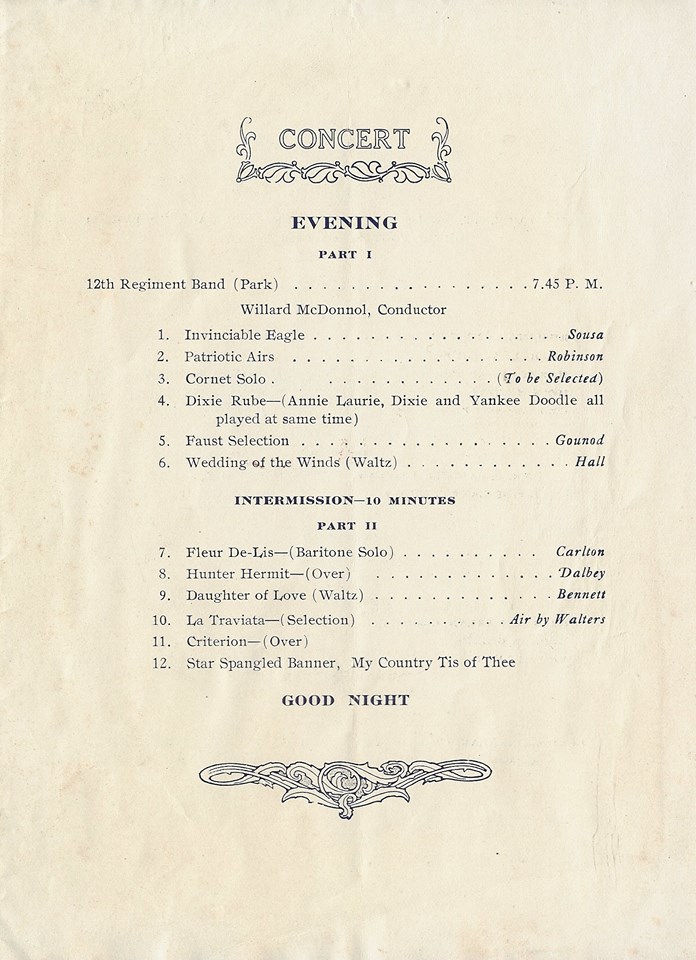 CONCERT
EVENING
PART I
12th Regiment Band (Park) . . . . . . . . . . . . . . . . 7.45 P. M.
Willard McDonnol, Conductor
1. Invinciable Eagle . . . . . . . . . . . . . . . . . Sousa
2. Patriotic Airs . . . . . . . . . . . . . . . . Robinson
3. Cornet Solo . . . . . . . . . . . . . (To be Selected)
4. Dixie Rube—(Annie Laurie, Dixie and Yankee Doodle all
played at same time)
5. Faust Selection . . . . . . . . . . . . . . . . . Gounod
6. Wedding of the Winds (Waltz) . . . . . . . . . . . . Hall
INTERMISSION—10 MINUTES
PART II
7. Fleur De-Lis—(Baritone Solo) . . . . . . . . . . Carlton
8. Hunter Hermit—(Over) . . . . . . . . . . . . . Dalbey
9. Daughter of Love (Waltz) . . . . . . . . . . . . . Bennett
10. La Traviata—(Selection) . . . . . . . . . . Air by Walters
11. Criterion—(Over)
12. Star Spangled Banner, My Country Tis of Thee
GOOD NIGHT